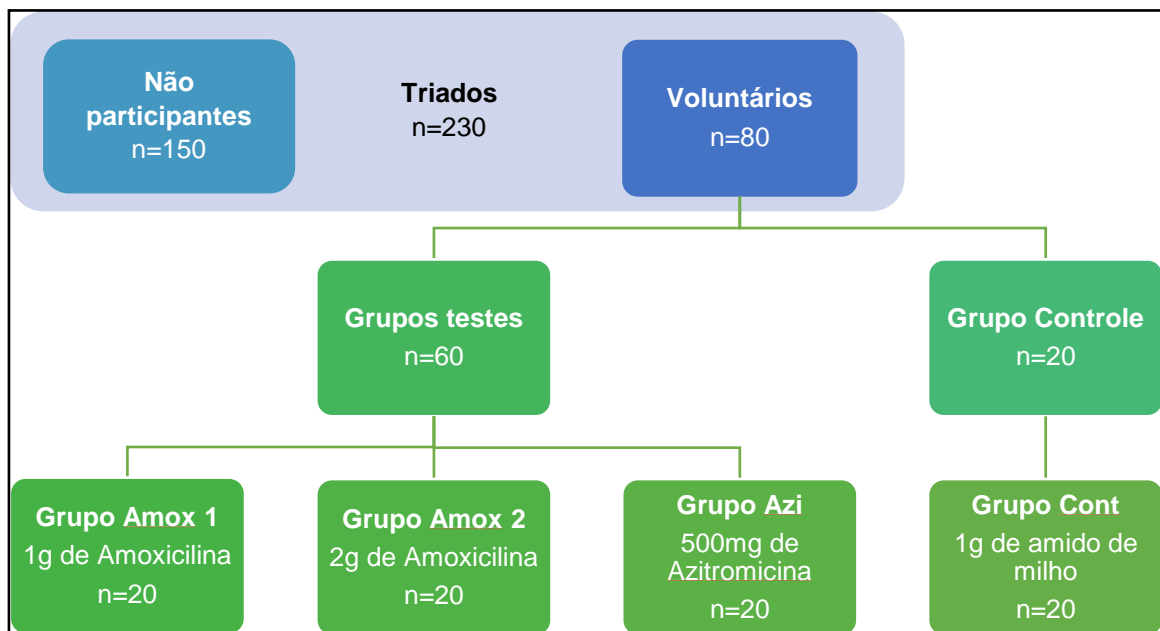 Não
participantes
n=150
Triados
n=230
Voluntários
n=80
Grupos testes
n=60
Grupo Controle
n=20
Grupo Amox 1
1g de Amoxicilina
n=20
Grupo Amox 2
2g de Amoxicilina
n=20
Grupo Azi
500mg de
Azitromicina
n=20
Grupo Cont
1g de amido de
milho
n=20